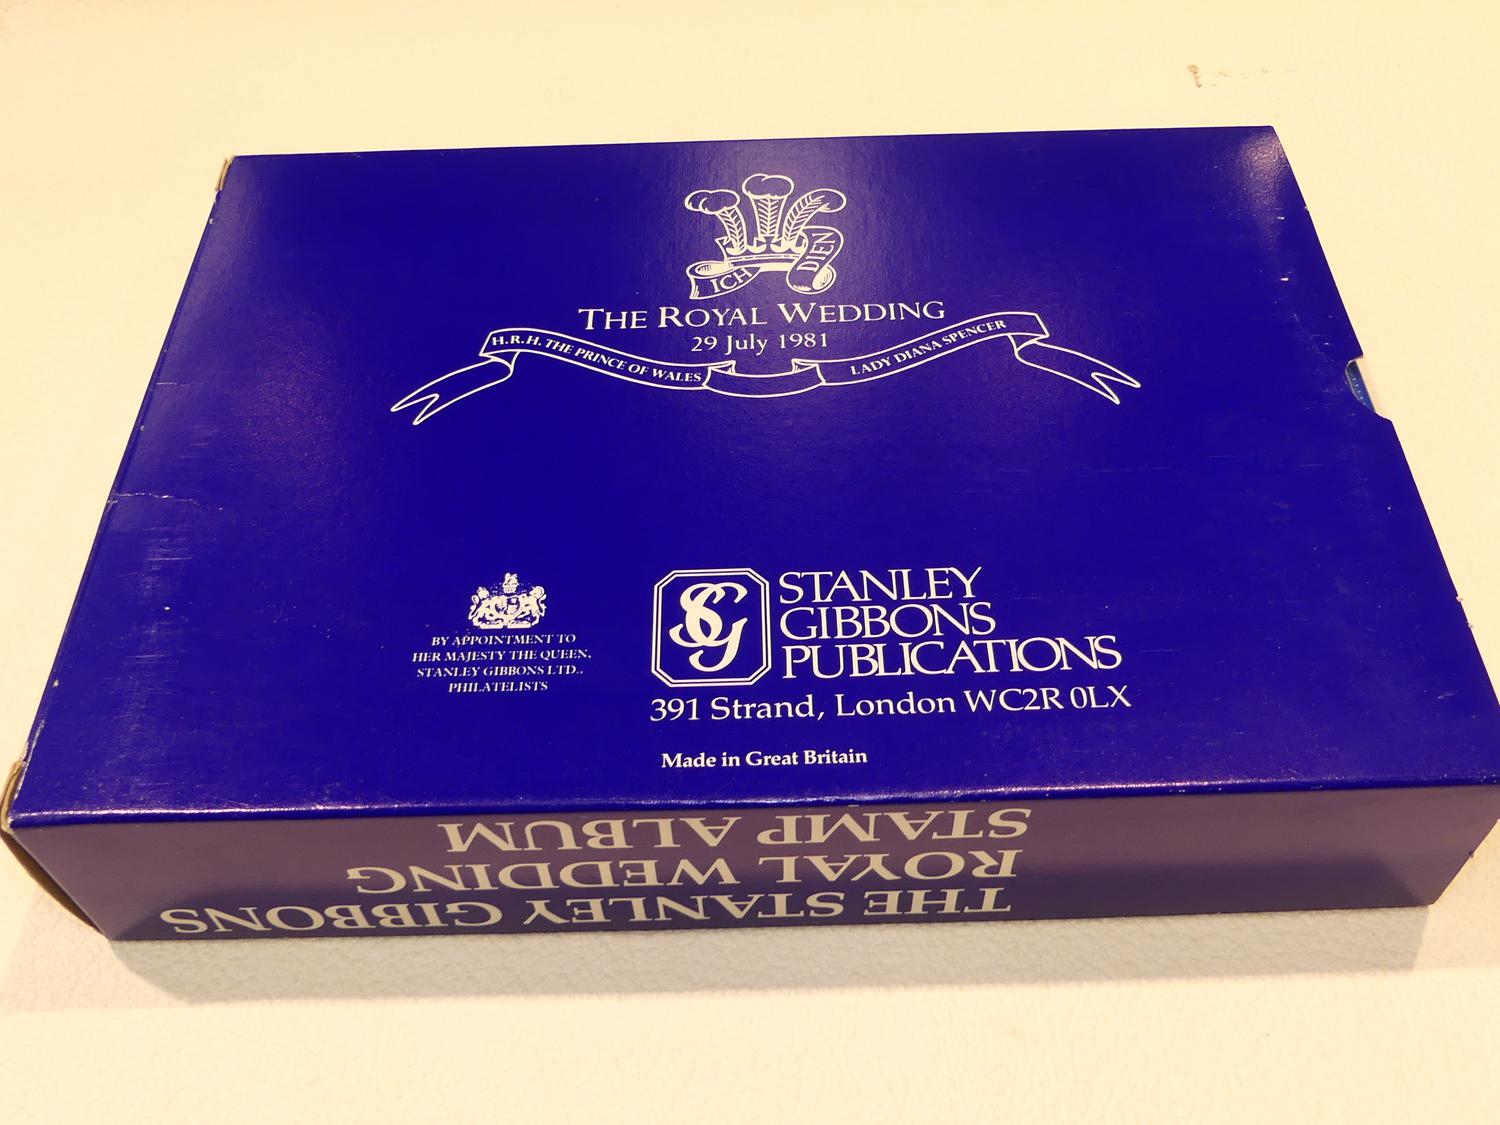 ICH DIEN
THE ROYAL WEDDING
29 July 1981
H.R.H. THE PRINCE OF WALES
LADY DIANA SPENCER
BY APPOINTMENT TO
HER MAJESTY THE QUEEN,
STANLEY GIBBONS LTD..
PHILATELISTS
SG
STANLEY
GIBBONS
PUBLICATIONS
391 Strand, London WC2R 0LX
Made in Great Britain
THE STANLEY GIBBONS
ROYAL WEDDING
STAMP ALBUM